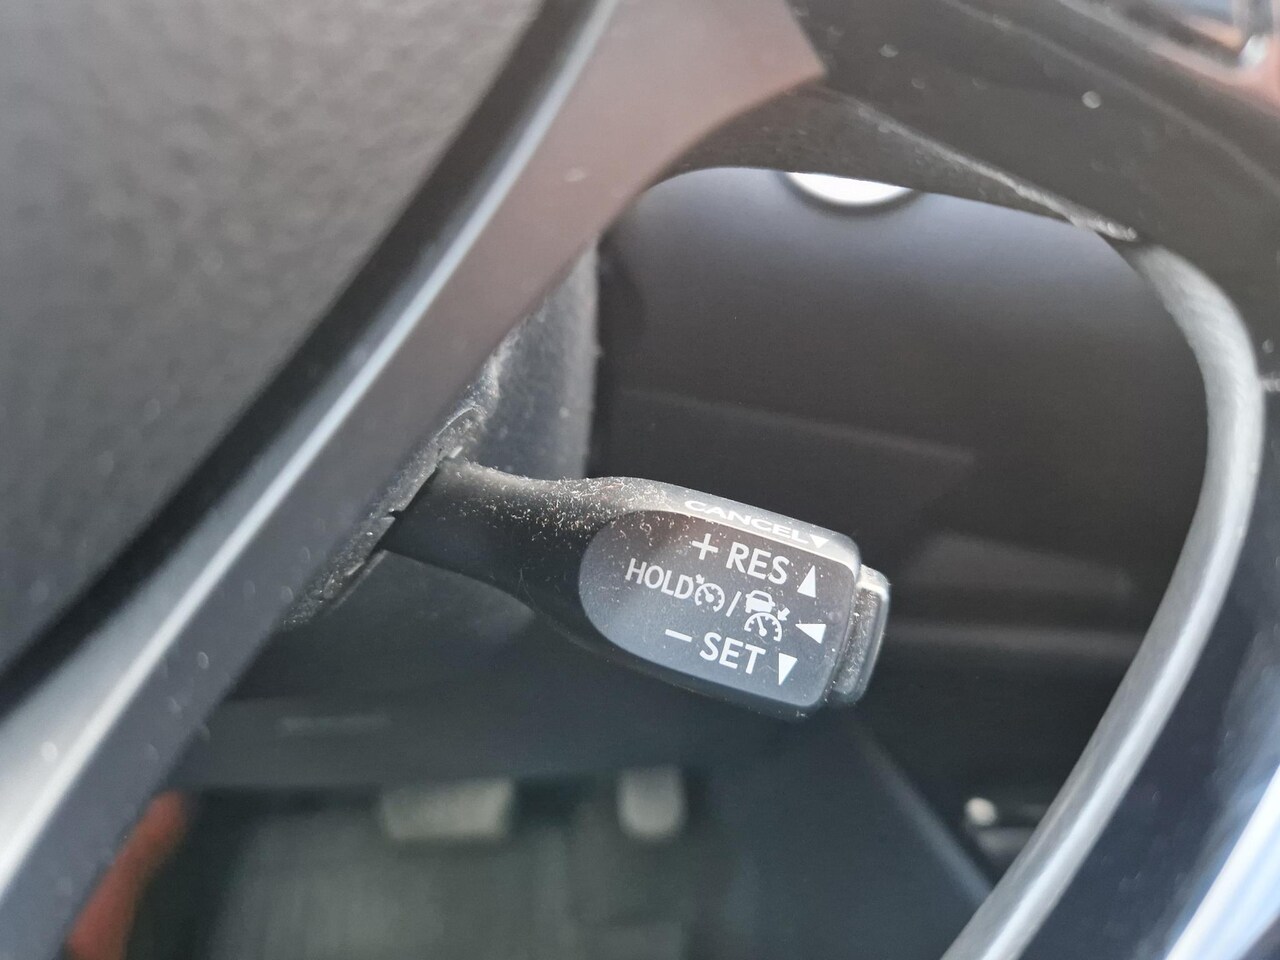 CANCEL
+ RES
HOLD /
− SET